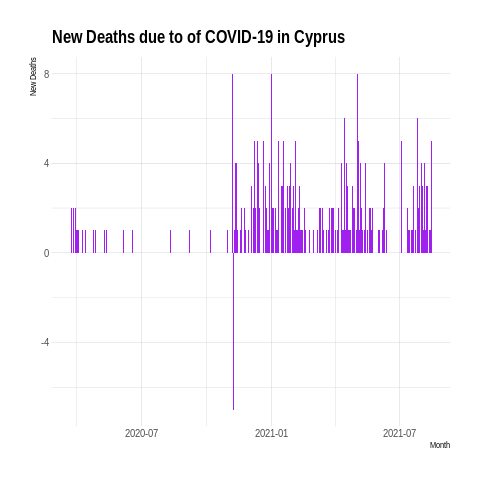 New Deaths due to of COVID-19 in Cyprus
New Deaths
8
4
0
-4
2020-07
2021-01
2021-07
Month